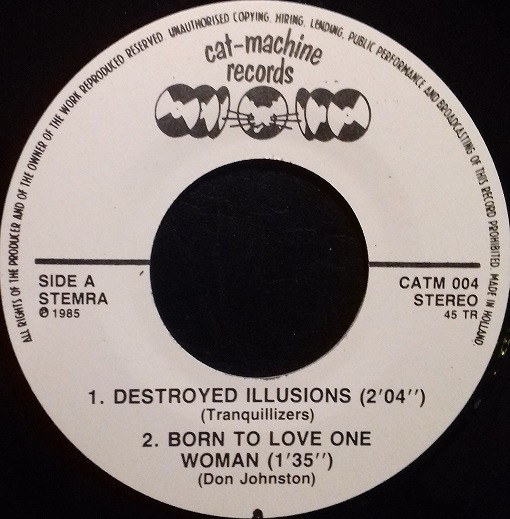 ALL RIGHTS OF THE PRODUCER AND OF THE OWNER OF THE WORK REPRODUCED RESERVED. UNAUTHORISED COPYING, HIRING, LENDING, PUBLIC PERFORMANCE AND BROADCASTING OF THIS RECORD PROHIBITED MADE IN HOLLAND
cat-machine
records
SIDE A
STEMRA
℗ 1985
CATM 004
STEREO
45 TR
1. DESTROYED ILLUSIONS (2'04'')
(Tranquillizers)
2. BORN TO LOVE ONE
WOMAN (1'35'')
(Don Johnston)